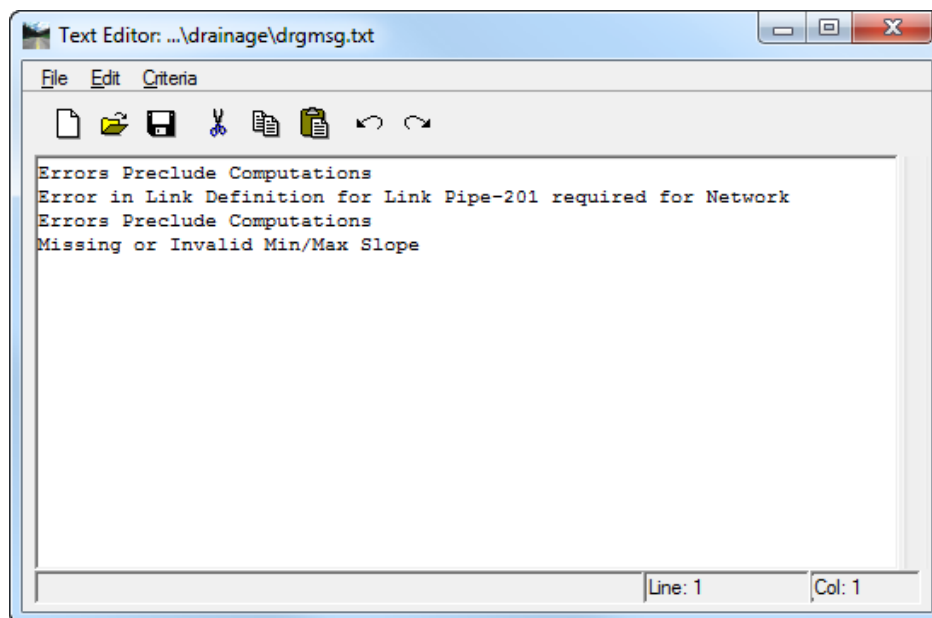 Text Editor: ...\drainage\drgmsg.txt
File Edit Criteria
Errors Preclude Computations
Error in Link Definition for Link Pipe-201 required for Network
Errors Preclude Computations
Missing or Invalid Min/Max Slope
Line: 1 Col: 1